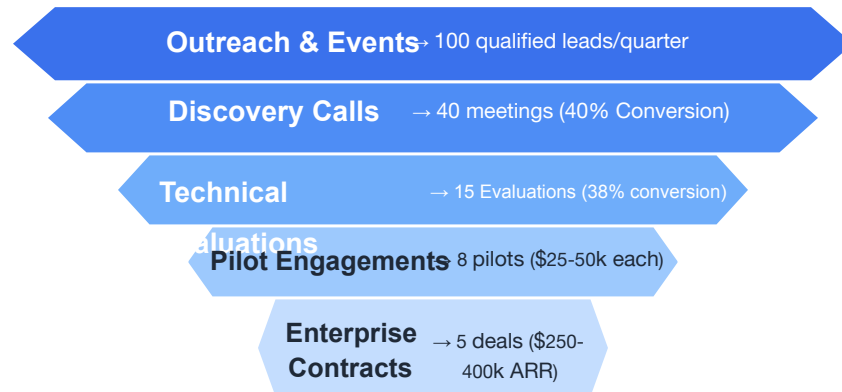 Outreach & Events → 100 qualified leads/quarter
Discovery Calls → 40 meetings (40% Conversion)
Technical → 15 Evaluations (38% conversion)
aluations
Pilot Engagements → 8 pilots ($25-50k each)
Enterprise
Contracts
→ 5 deals ($250-
400k ARR)